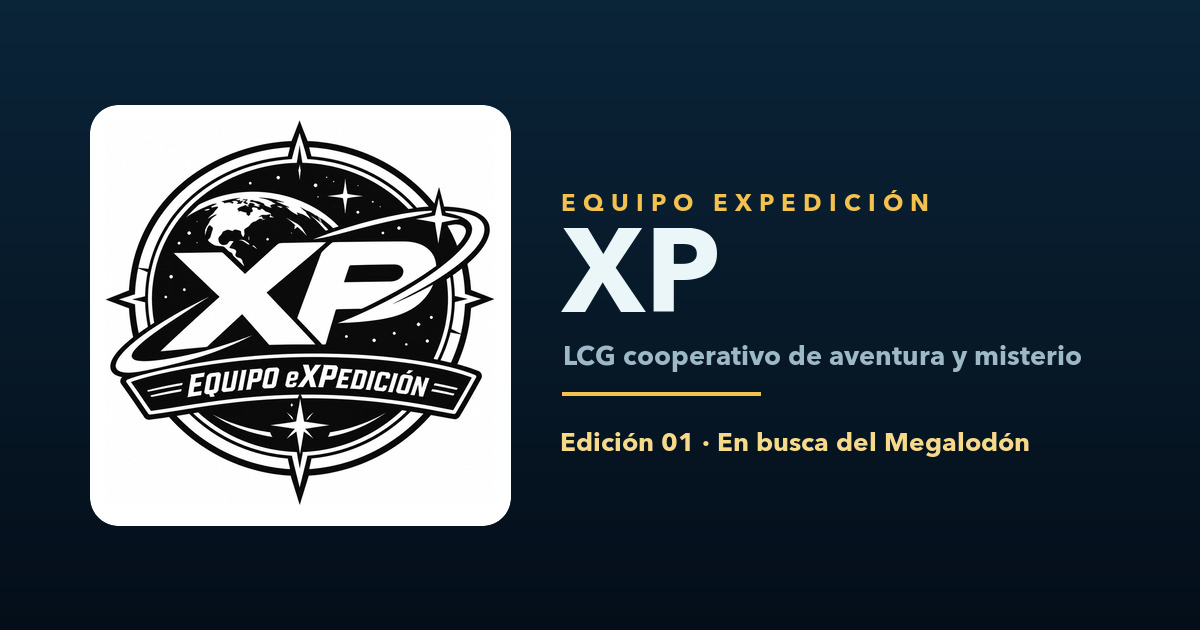 XP
EQUIPO eXPEDICIÓN
EQUIPO EXPEDICIÓN
XP
LCG cooperativo de aventura y misterio
Edición 01 · En busca del Megalodón